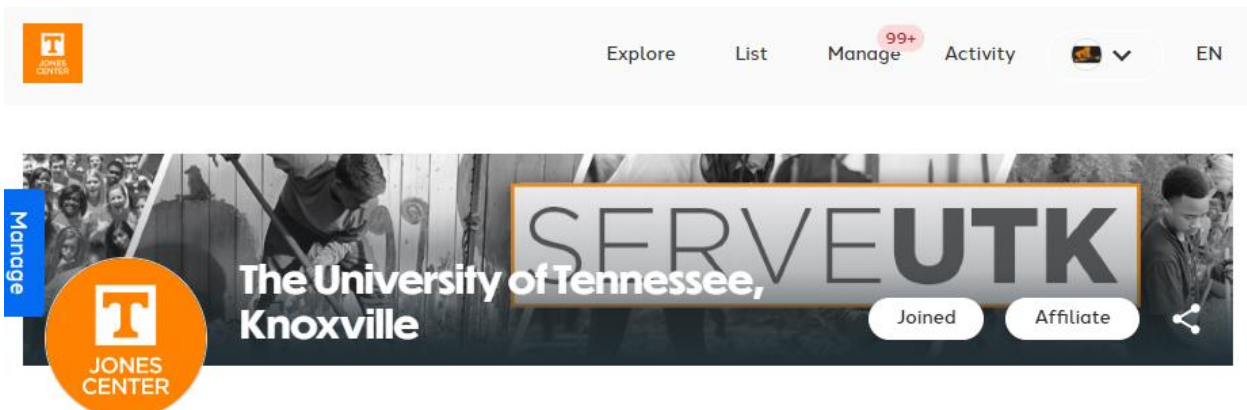 T
JONES
CENTER
Explore
List
Manage
99+
Activity
EN
Manage
SERVEUTK
The University of Tennessee,
Knoxville
Joined
Affiliate
T
JONES
CENTER